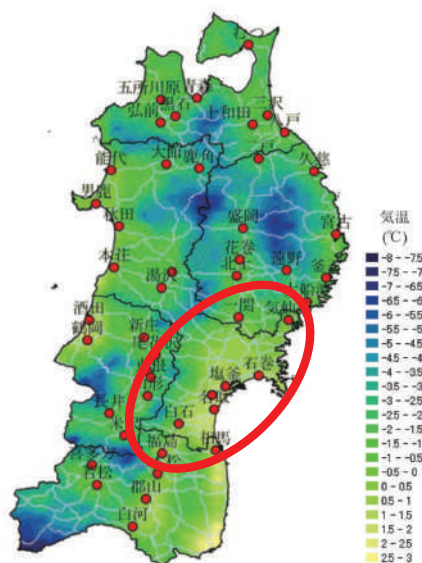 むつ
五所川原
青森
黒石
弘前
十和田
三沢
八戸
二戸
久慈
能代
大館
鹿角
男鹿
秋田
盛岡
宮古
花巻
北上
遠野
釜
本荘
湯沢
大船渡
一関
気仙
酒田
鶴岡
新庄
石巻
塩釜
名取
長井
白石
福島
相馬
喜多方
若松
郡山
白河
気温
(℃)
-8 - -7.5
-7.5 - -7
-7 - -6.5
-6.5 - -6
-6 - -5.5
-5.5 - -5
-5 - -4.5
-4.5 - -4
-4 - -3.5
-3.5 - -3
-3 - -2.5
-2.5 - -2
-2 - -1.5
-1.5 - -1
-1 - -0.5
-0.5 - 0
0 - 0.5
0.5 - 1
1 - 1.5
1.5 - 2
2 - 2.5
2.5 - 3